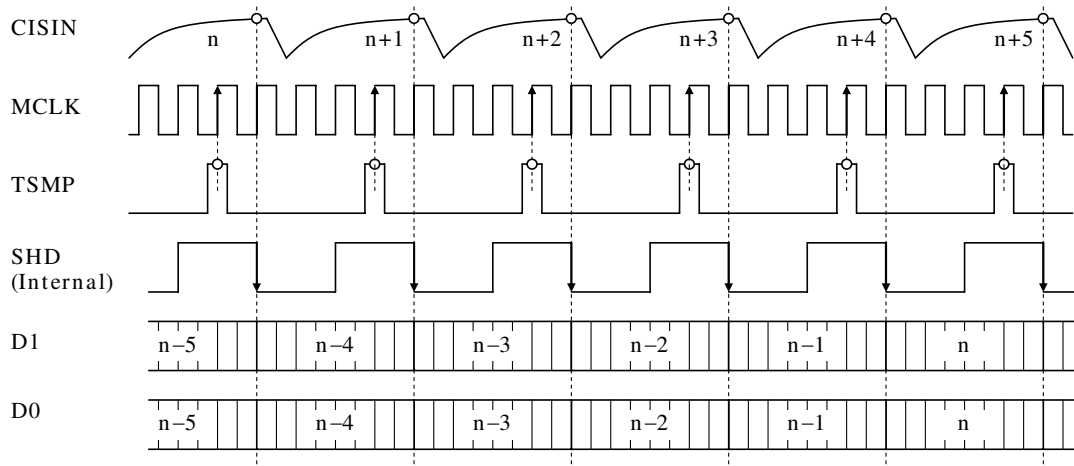 CISIN
n n+1 n+2 n+3 n+4 n+5
MCLK
TSMP
SHD
(Internal)
D1
n−5 n−4 n−3 n−2 n−1 n
D0
n−5 n−4 n−3 n−2 n−1 n